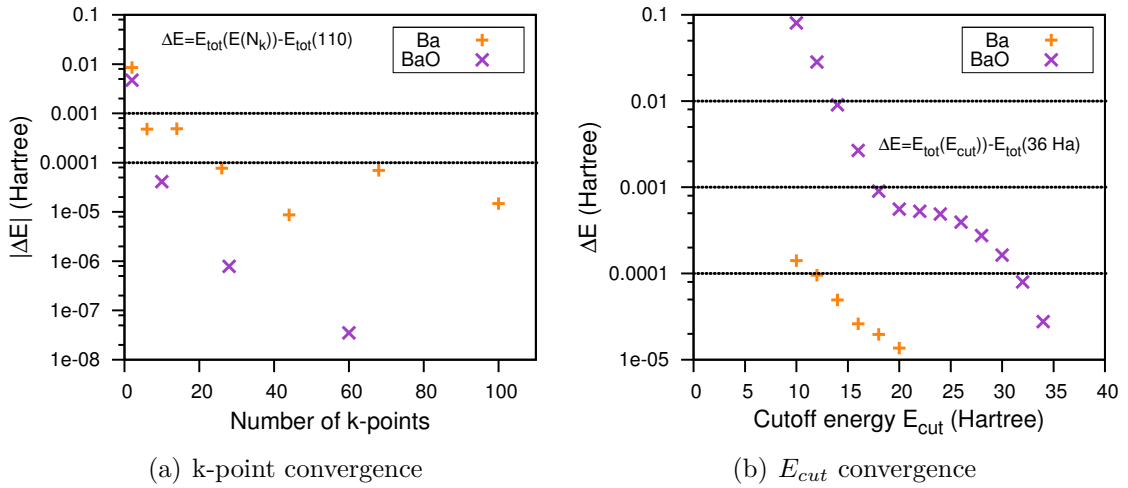 0.1
0.01
0.001
0.0001
1e-05
1e-06
1e-07
1e-08
|ΔE| (Hartree)
ΔE=E_tot(E(N_k))-E_tot(110)
Ba
BaO
0 20 40 60 80 100
Number of k-points
(a) k-point convergence
0.1
0.01
0.001
0.0001
1e-05
ΔE (Hartree)
Ba
BaO
ΔE=E_tot(E_cut))-E_tot(36 Ha)
0 5 10 15 20 25 30 35 40
Cutoff energy E_cut (Hartree)
(b) E_cut convergence